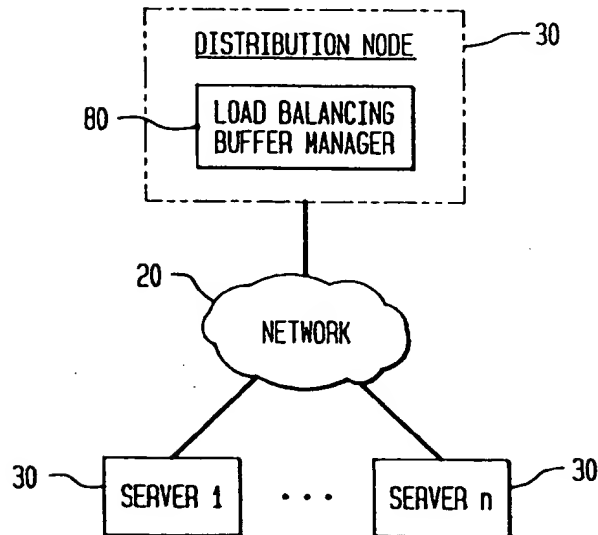 DISTRIBUTION NODE
30
80
LOAD BALANCING
BUFFER MANAGER
20
NETWORK
30
SERVER 1
• • •
SERVER n
30